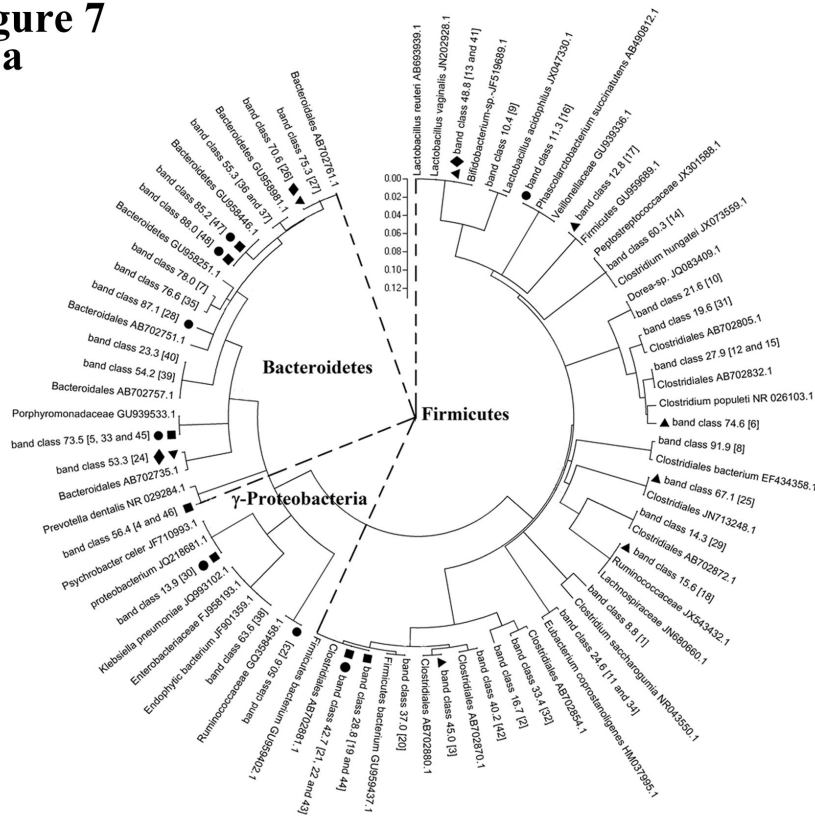 gure 7
a
Lactobacillus reuteri AB693939.1
Lactobacillus vaginalis JN202928.1
band class 48.8 [13 and 41]
Bifidobacterium-sp.-JF519689.1
band class 10.4 [9]
Lactobacillus acidophilus JX047330.1
band class 11.3 [16]
Phascolarctobacterium succinatutens AB490812.1
Veillonellaceae GU939336.1
band class 12.8 [17]
Firmicutes GU959689.1
Peptostreptococcaceae JX301588.1
band class 60.3 [14]
Clostridium hungatei JX073559.1
Dorea-sp. JQ083409.1
band class 21.6 [10]
band class 19.6 [31]
Clostridiales AB702805.1
band class 27.9 [12 and 15]
Clostridiales AB702832.1
Clostridium populeti NR 026103.1
band class 74.6 [6]
band class 91.9 [8]
Clostridiales bacterium EF434358.1
band class 67.1 [25]
Clostridiales JN713248.1
band class 14.3 [29]
Clostridiales AB702872.1
band class 15.6 [18]
Ruminococcaceae JX543432.1
Lachnospiraceae JN680660.1
band class 8.8 [1]
Clostridium saccharogumia NR043550.1
band class 24.6 [11 and 34]
Eubacterium coprostanoligenes HM037995.1
Clostridiales AB702854.1
band class 33.4 [32]
band class 16.7 [2]
band class 40.2 [42]
Clostridiales AB702870.1
band class 45.0 [3]
Clostridiales AB702880.1
band class 37.0 [20]
Firmicutes bacterium GU959437.1
band class 28.8 [19 and 44]
band class 42.7 [21, 22 and 43]
Clostridiales AB702881.1
Firmicutes bacterium GU959402.1
band class 50.6 [23]
Ruminococcaceae GQ358458.1
band class 63.6 [38]
Endophytic bacterium JF901359.1
Enterobacteriaceae FJ958193.1
Klebsiella pneumoniae JQ993102.1
band class 13.9 [30]
proteobacterium JQ218681.1
Psychrobacter celer JF710993.1
band class 56.4 [4 and 46]
Prevotella dentalis NR 029284.1
Bacteroidales AB702735.1
band class 53.3 [24]
band class 73.5 [5, 33 and 45]
Porphyromonadaceae GU939533.1
Bacteroidales AB702757.1
band class 54.2 [39]
band class 23.3 [40]
Bacteroidales AB702751.1
band class 87.1 [28]
band class 76.6 [35]
band class 78.0 [7]
Bacteroidetes GU958251.1
band class 88.0 [48]
band class 85.2 [47]
Bacteroidetes GU958446.1
band class 55.3 [36 and 37]
Bacteroidetes GU958981.1
band class 70.6 [26]
band class 75.3 [27]
Bacteroidales AB702761.1
0.00
0.02
0.04
0.06
0.08
0.10
0.12
Bacteroidetes
Firmicutes
γ-Proteobacteria